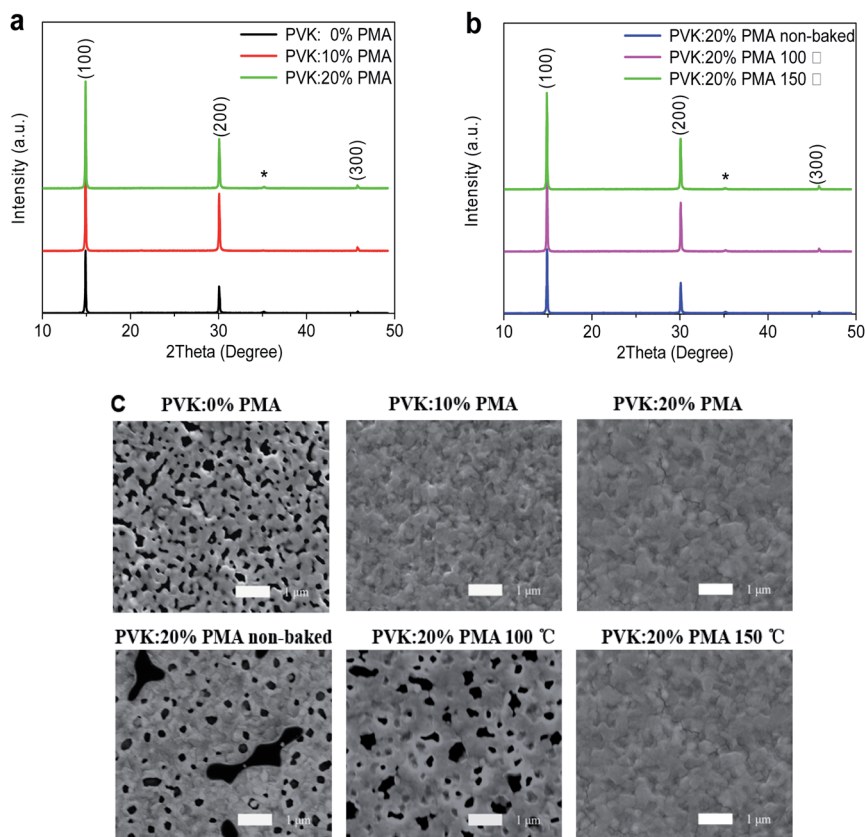 a
PVK: 0% PMA
PVK:10% PMA
PVK:20% PMA
(100)
(200)
*
(300)
Intensity (a.u.)
10 20 30 40 50
2Theta (Degree)
b
PVK:20% PMA non-baked
PVK:20% PMA 100 □
PVK:20% PMA 150 □
(100)
(200)
*
(300)
Intensity (a.u.)
10 20 30 40 50
2Theta (Degree)
c
PVK:0% PMA
PVK:10% PMA
PVK:20% PMA
1 μm
1 μm
1 μm
PVK:20% PMA non-baked
PVK:20% PMA 100 ℃
PVK:20% PMA 150 ℃
1 μm
1 μm
1 μm